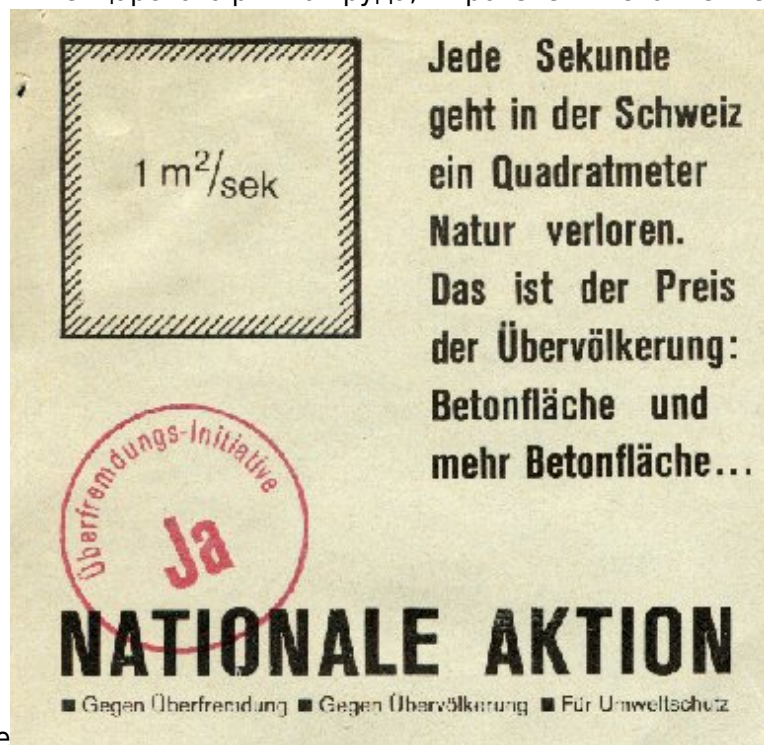 1 m²/sek
Jede Sekunde
geht in der Schweiz
ein Quadratmeter
Natur verloren.
Das ist der Preis
der Übervölkerung:
Betonfläche und
mehr Betonfläche...
Überfremdungs-Initiative
Ja
NATIONALE AKTION
■ Gegen Überfremdung ■ Gegen Übervölkerung ■ Für Umweltschutz
е